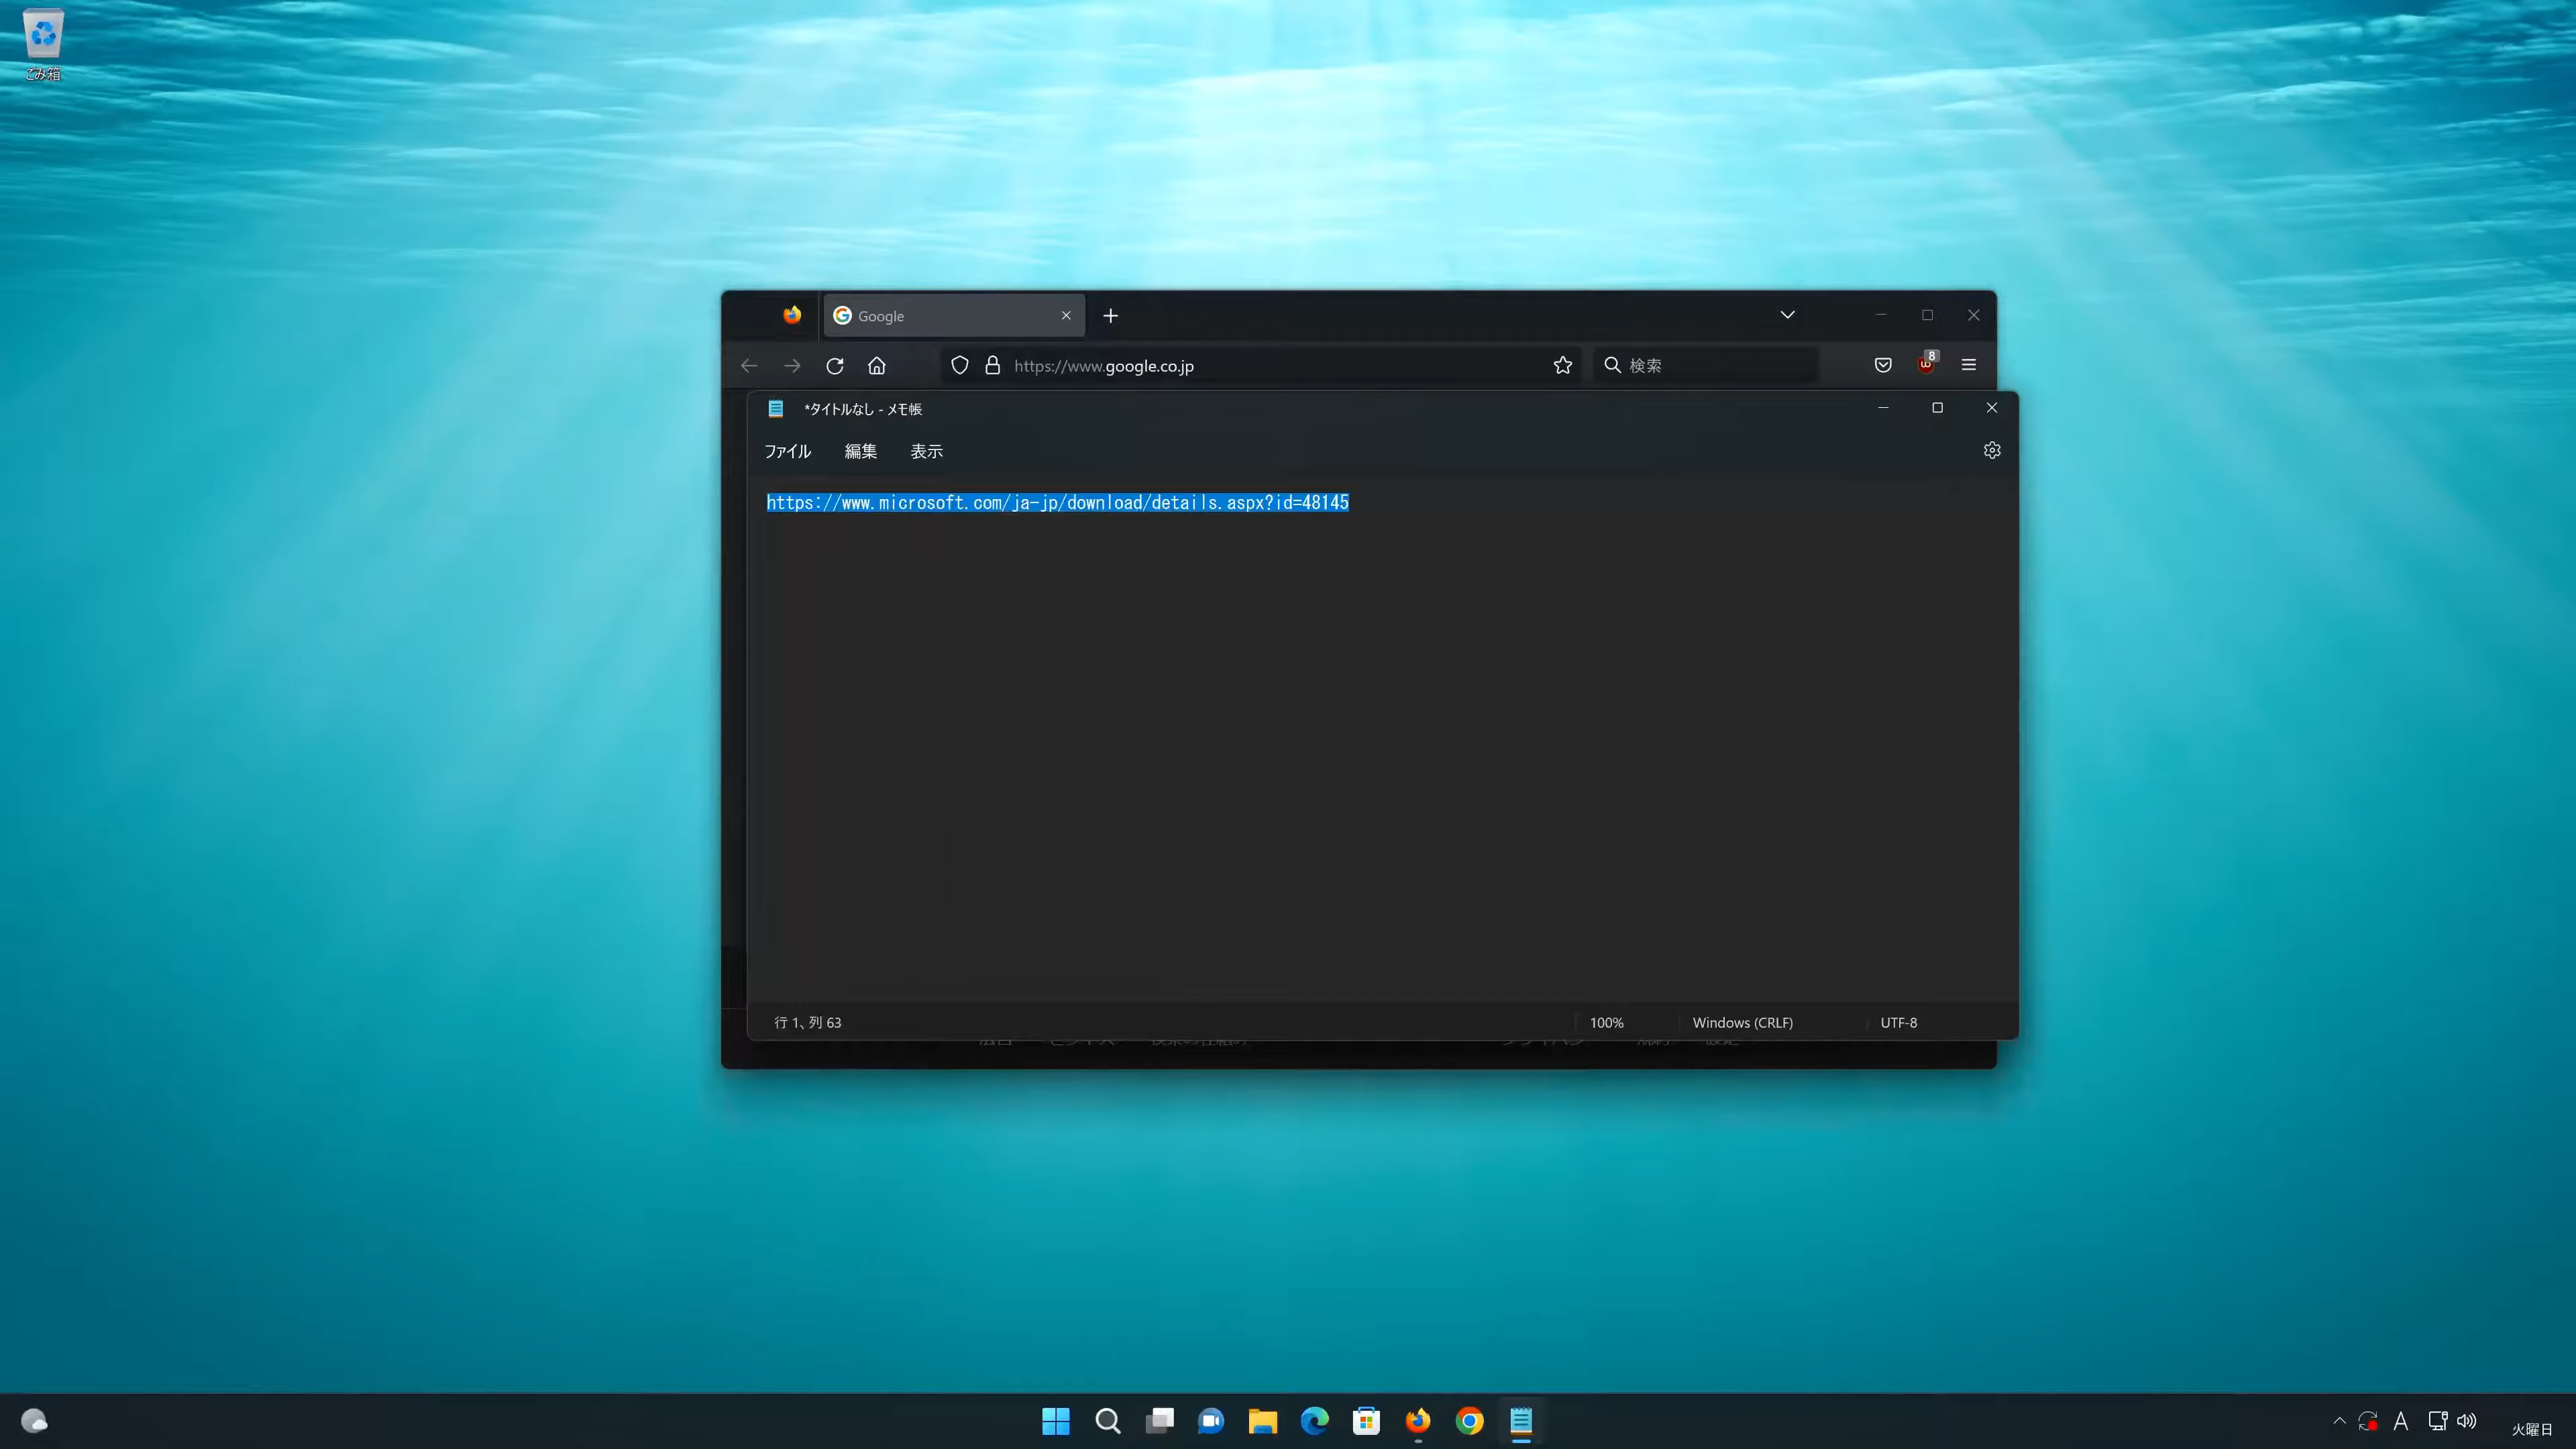 ごみ箱
Google
https://www.google.co.jp
検索
8
*タイトルなし - メモ帳
ファイル 編集 表示
https://www.microsoft.com/ja-jp/download/details.aspx?id=48145
行 1、列 63
100%
Windows (CRLF)
UTF-8
A
火曜日